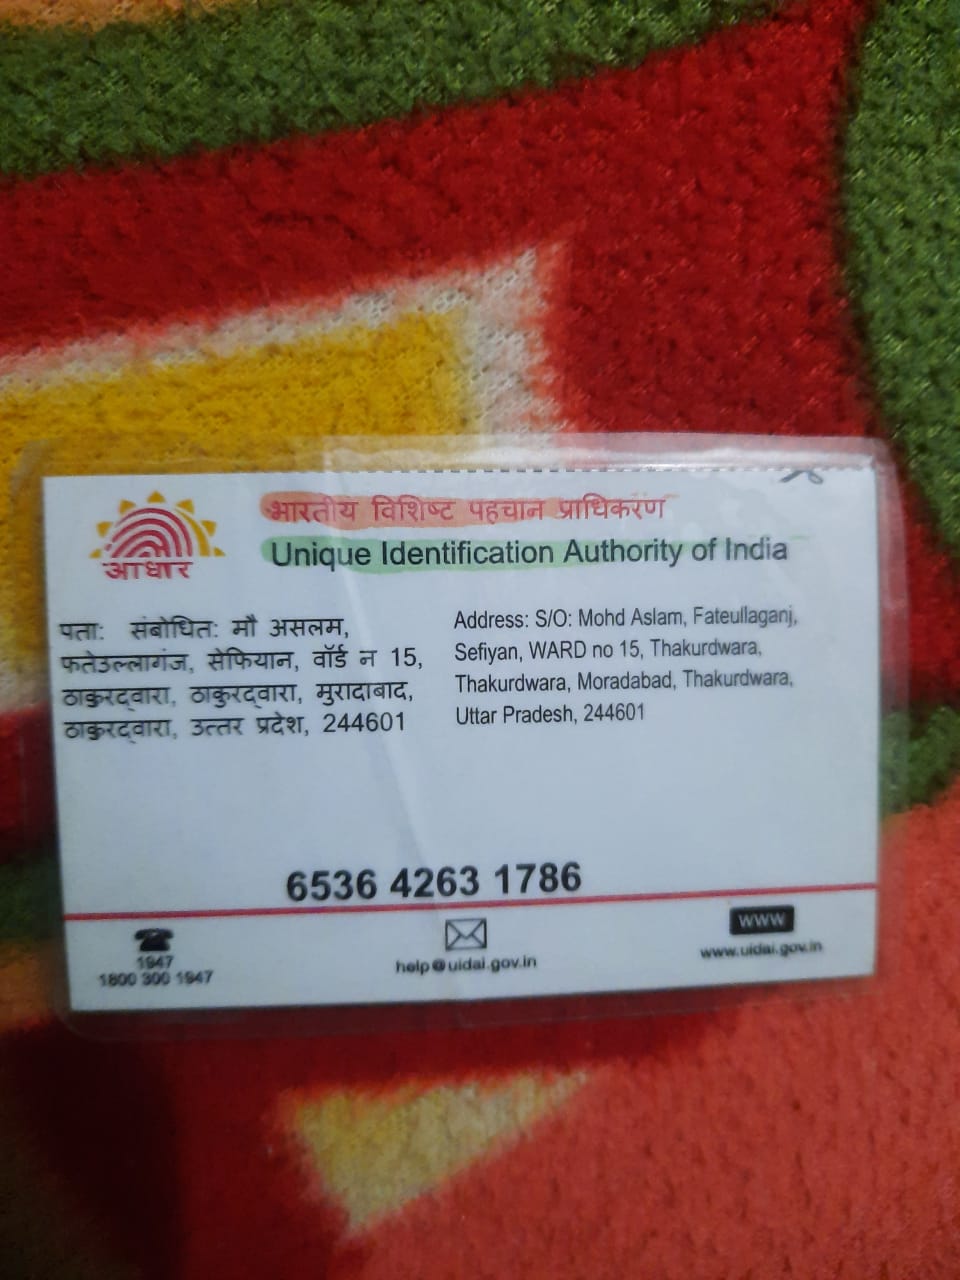 भारतीय विशिष्ट पहचान प्राधिकरण
Unique Identification Authority of India
आधार
पता: संबोधित: मौ असलम,
फतेउल्लागंज, सेफियान, वॉर्ड न 15,
ठाकुरद्वारा, ठाकुरद्वारा, मुरादाबाद,
ठाकुरद्वारा, उत्तर प्रदेश, 244601
Address: S/O: Mohd Aslam, Fateullaganj,
Sefiyan, WARD no 15, Thakurdwara,
Thakurdwara, Moradabad, Thakurdwara,
Uttar Pradesh, 244601
6536 4263 1786
1947
1800 300 1947
help@uidai.gov.in
WWW
www.uidai.gov.in